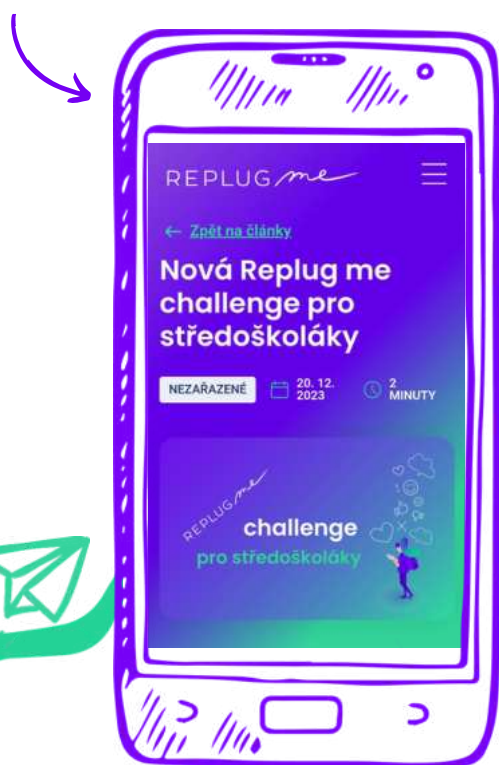 REPLUG me
← Zpět na články
Nová Replug me
challenge pro
středoškoláky
NEZAŘAZENÉ
20. 12.
2023
2
MINUTY
REPLUG me
challenge
pro středoškoláky